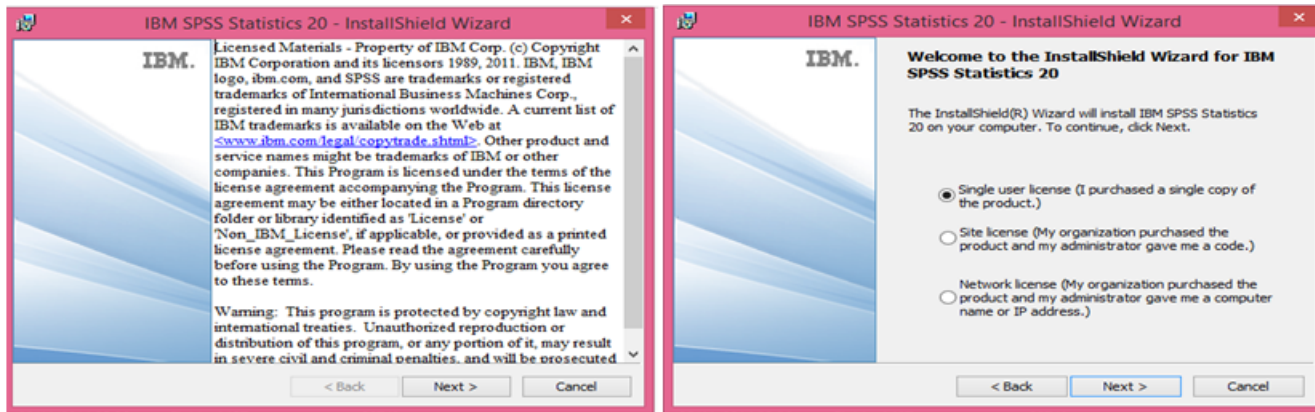 IBM SPSS Statistics 20 - InstallShield Wizard
IBM.
Licensed Materials - Property of IBM Corp. (c) Copyright
IBM Corporation and its licensors 1989, 2011. IBM, IBM
logo, ibm.com, and SPSS are trademarks or registered
trademarks of International Business Machines Corp.,
registered in many jurisdictions worldwide. A current list of
IBM trademarks is available on the Web at
<www.ibm.com/legal/copytrade.shtml>. Other product and
service names might be trademarks of IBM or other
companies. This Program is licensed under the terms of the
license agreement accompanying the Program. This license
agreement may be either located in a Program directory
folder or library identified as 'License' or
'Non_IBM_License', if applicable, or provided as a printed
license agreement. Please read the agreement carefully
before using the Program. By using the Program you agree
to these terms.
Warning: This program is protected by copyright law and
international treaties. Unauthorized reproduction or
distribution of this program, or any portion of it, may result
in severe civil and criminal penalties, and will be prosecuted
< Back
Next >
Cancel
IBM SPSS Statistics 20 - InstallShield Wizard
IBM.
Welcome to the InstallShield Wizard for IBM
SPSS Statistics 20
The InstallShield(R) Wizard will install IBM SPSS Statistics
20 on your computer. To continue, click Next.
Single user license (I purchased a single copy of
the product.)
Site license (My organization purchased the
product and my administrator gave me a code.)
Network license (My organization purchased the
product and my administrator gave me a computer
name or IP address.)
< Back
Next >
Cancel